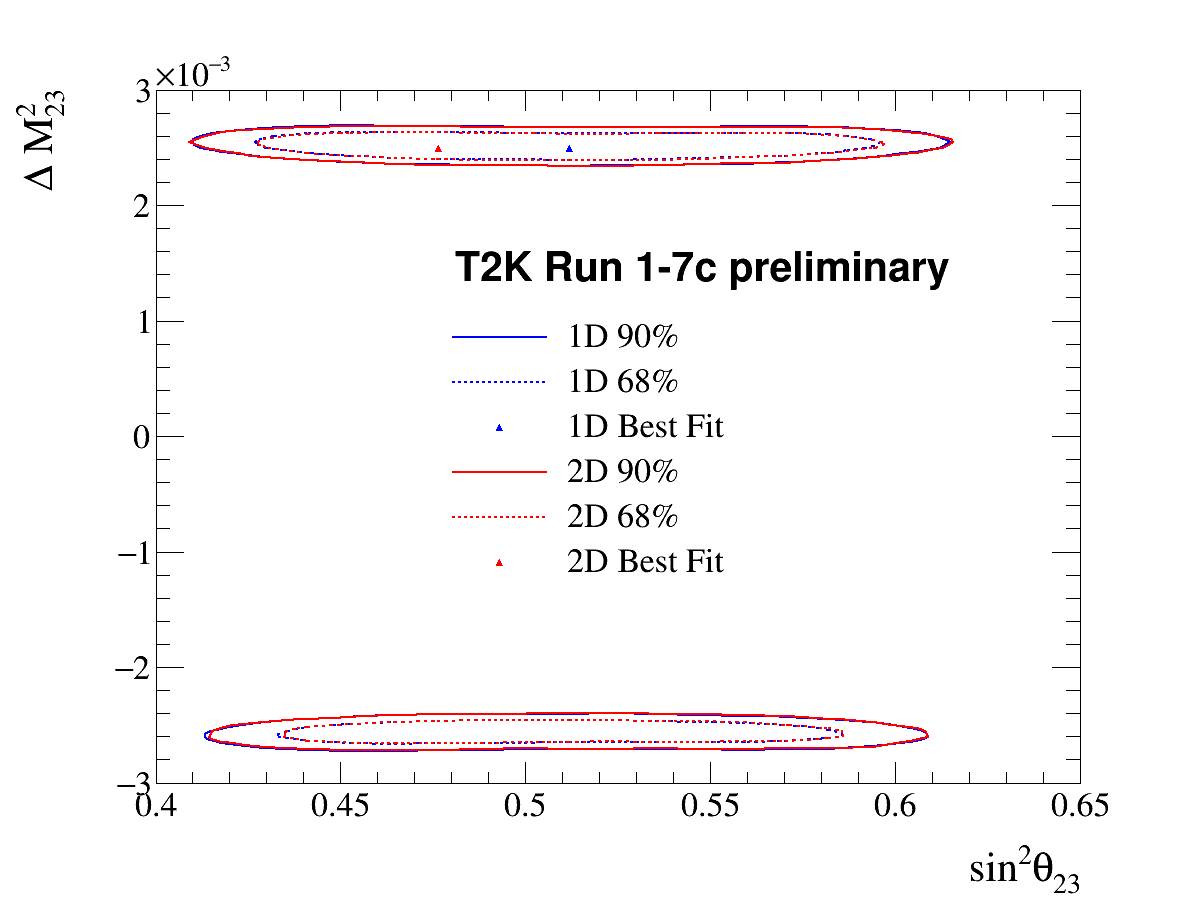 ×10⁻³
Δ M²₂₃
3
2
1
0
−1
−2
−3
T2K Run 1-7c preliminary
1D 90%
1D 68%
1D Best Fit
2D 90%
2D 68%
2D Best Fit
0.4 0.45 0.5 0.55 0.6 0.65
sin²θ₂₃